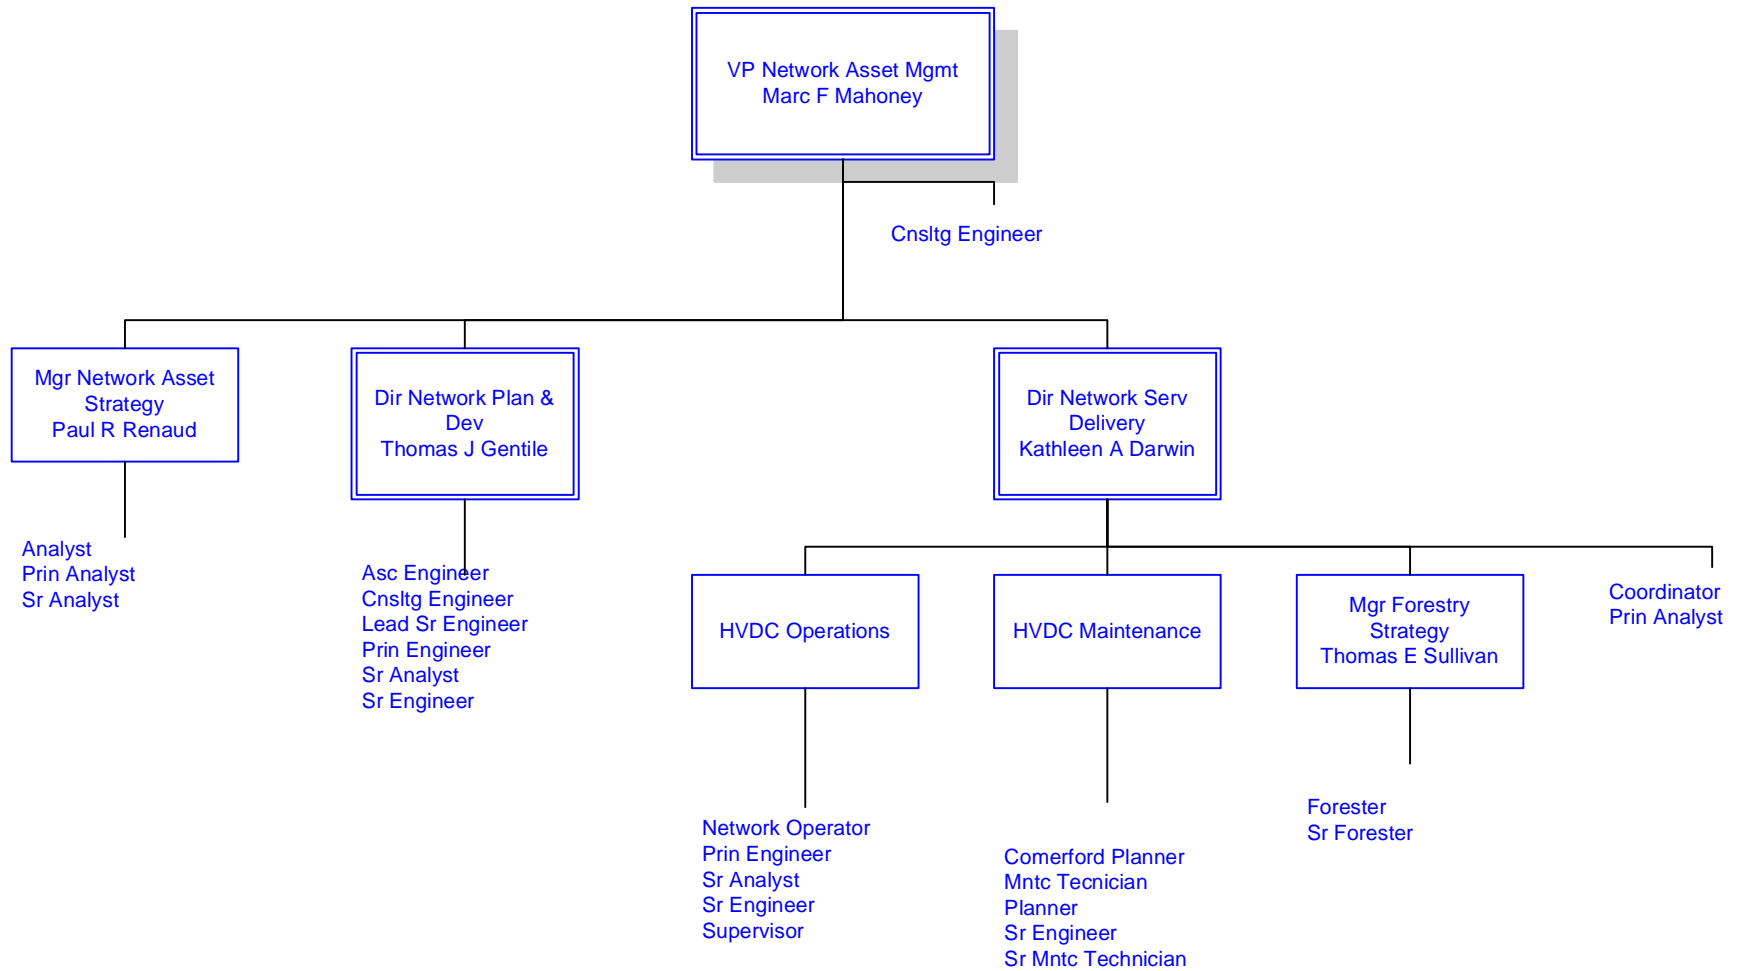 VP Network Asset Mgmt
Marc F Mahoney
Cnsltg Engineer
Mgr Network Asset
Strategy
Paul R Renaud
Dir Network Plan &
Dev
Thomas J Gentile
Dir Network Serv
Delivery
Kathleen A Darwin
Analyst
Prin Analyst
Sr Analyst
Asc Engineer
Cnsltg Engineer
Lead Sr Engineer
Prin Engineer
Sr Analyst
Sr Engineer
HVDC Operations
HVDC Maintenance
Mgr Forestry
Strategy
Thomas E Sullivan
Coordinator
Prin Analyst
Network Operator
Prin Engineer
Sr Analyst
Sr Engineer
Supervisor
Comerford Planner
Mntc Tecnician
Planner
Sr Engineer
Sr Mntc Technician
Forester
Sr Forester